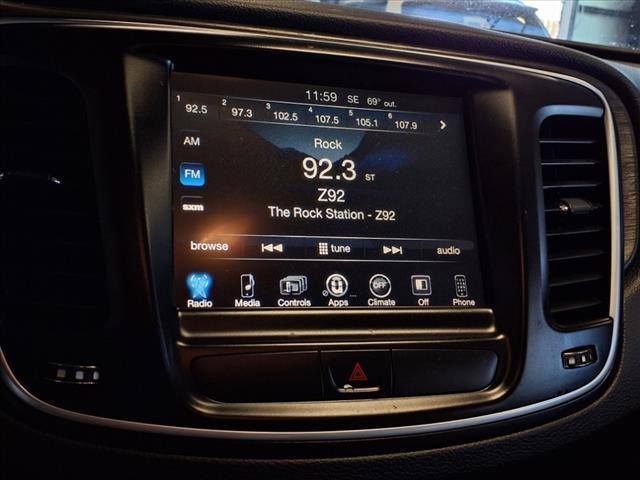 11:59 SE 69° out.
1 92.5 2 97.3 3 102.5 4 107.5 5 105.1 6 107.9
AM
Rock
FM
92.3 ST
Z92
sxm
The Rock Station - Z92
browse tune audio
OFF
Radio Media Controls Apps Climate Off Phone